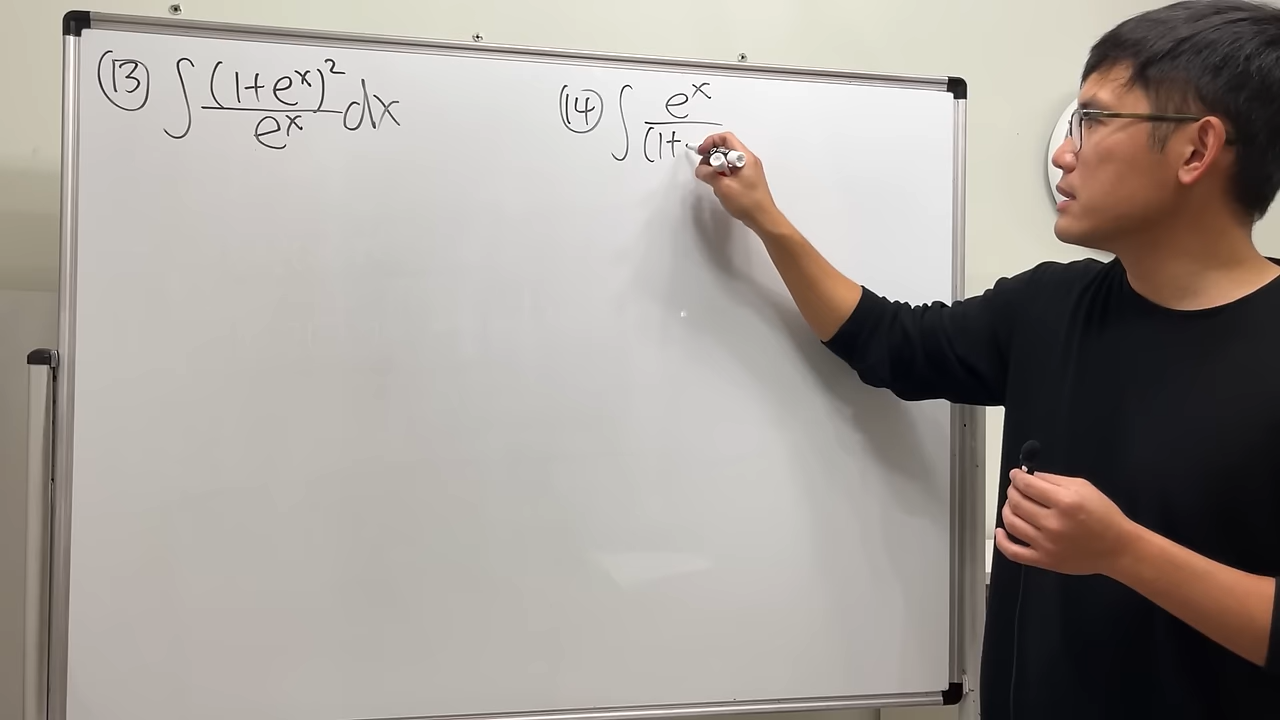 (13) ∫ (1+e^x)^2 / e^x dx
(14) ∫ e^x / (1+